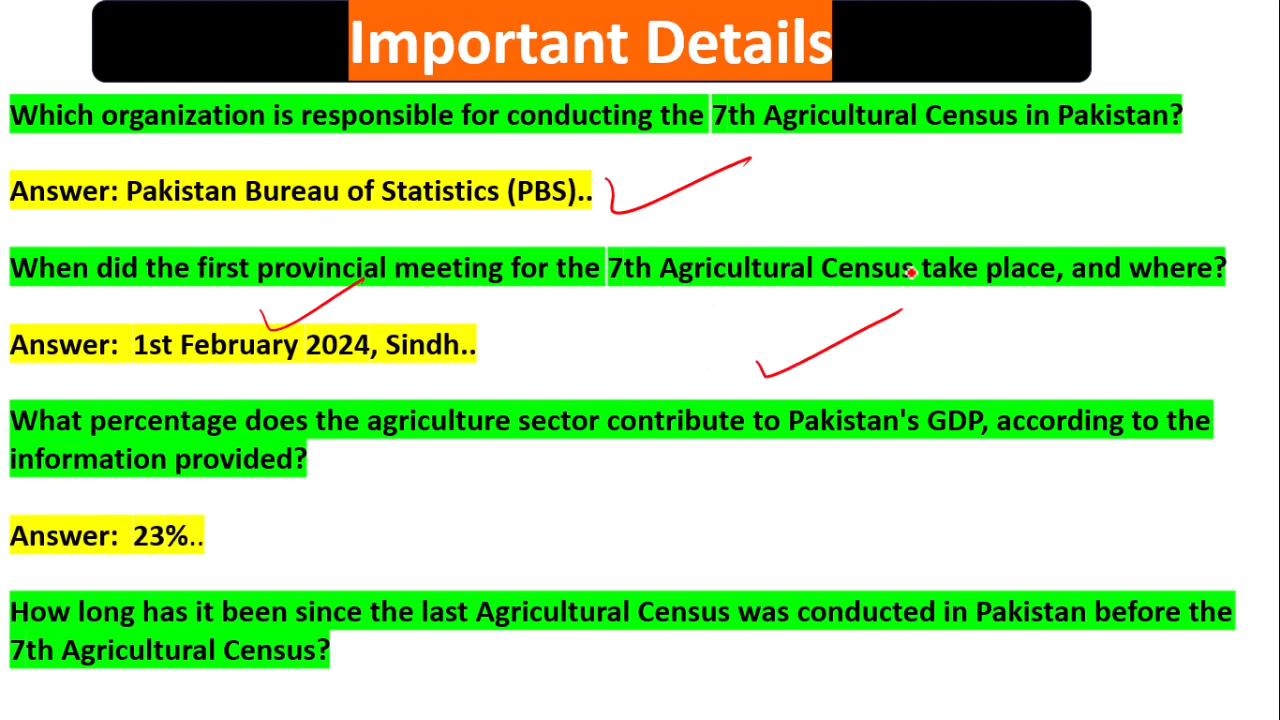 Important Details
Which organization is responsible for conducting the 7th Agricultural Census in Pakistan?
Answer: Pakistan Bureau of Statistics (PBS)..
When did the first provincial meeting for the 7th Agricultural Census take place, and where?
Answer:  1st February 2024, Sindh..
What percentage does the agriculture sector contribute to Pakistan's GDP, according to the
information provided?
Answer:  23%..
How long has it been since the last Agricultural Census was conducted in Pakistan before the
7th Agricultural Census?